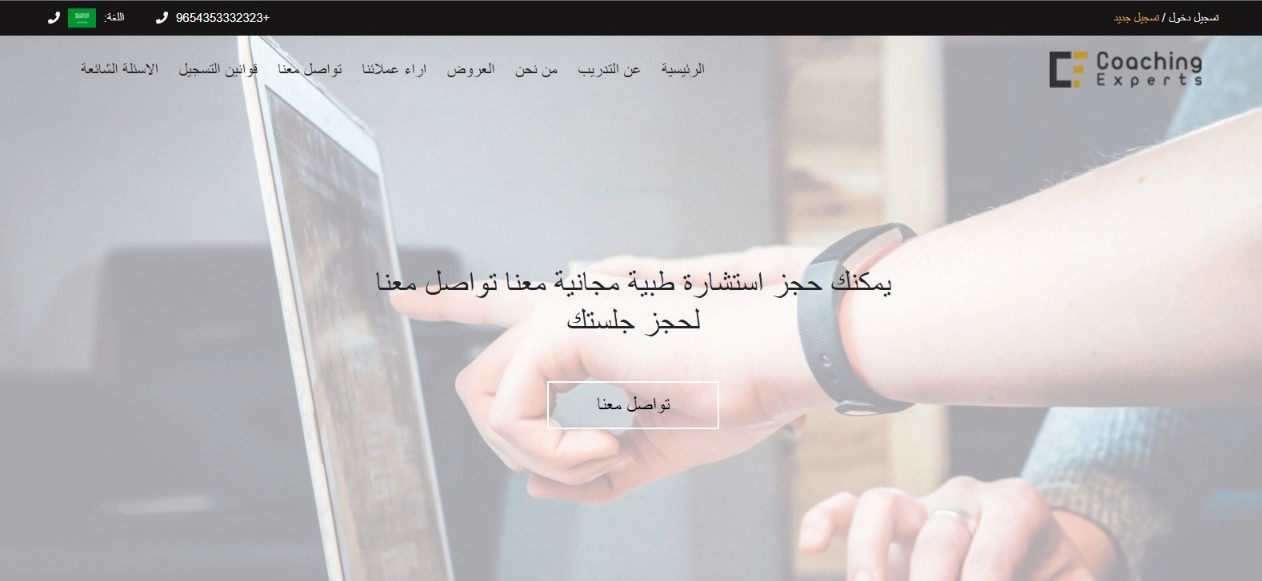 تسجيل دخول / تسجيل جديد
+9654353332323
اللغة:
Coaching
Experts
الرئيسية
عن التدريب
من نحن
العروض
اراء عملائنا
تواصل معنا
قوانين التسجيل
الاسئلة الشائعة
يمكنك حجز استشارة طبية مجانية معنا تواصل معنا
لحجز جلستك
تواصل معنا